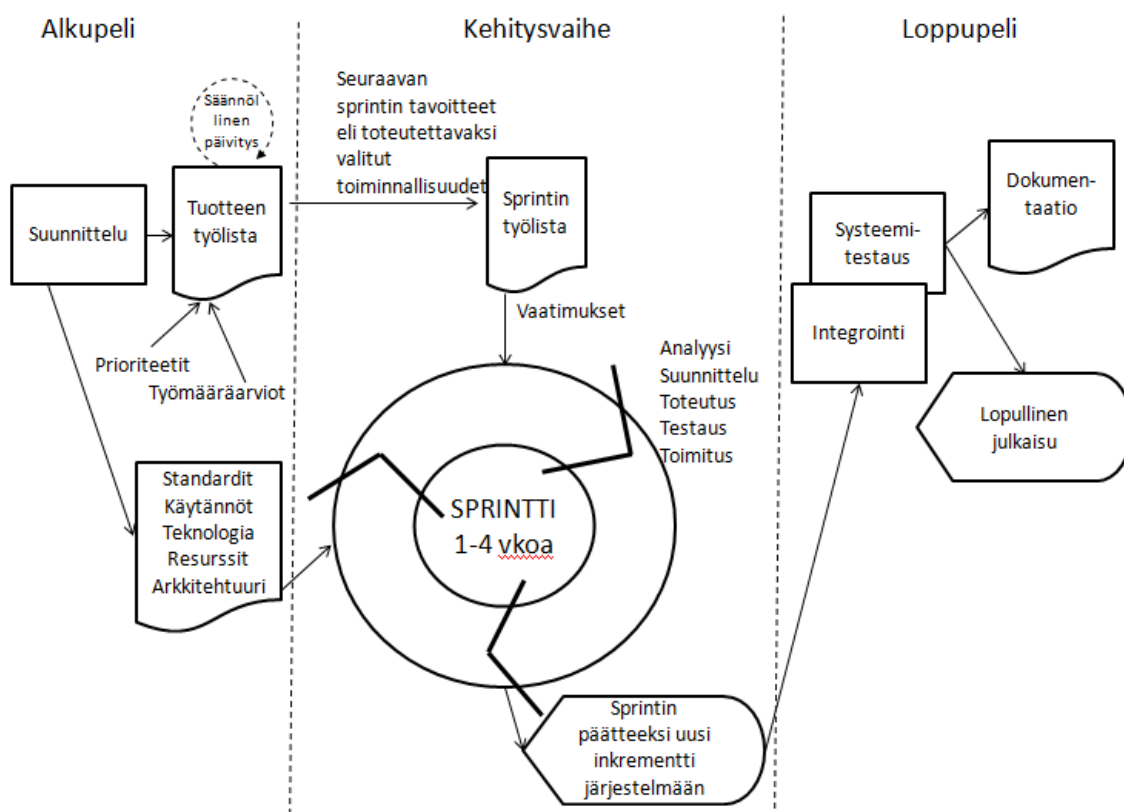 Alkupeli
Kehitysvaihe
Loppupeli
Säännöl
linen
päivitys
Suunnittelu
Tuotteen
työlista
Prioriteetit
Työmääräarviot
Standardit
Käytännöt
Teknologia
Resurssit
Arkkitehtuuri
Seuraavan
sprintin tavoitteet
eli toteutettavaksi
valitut
toiminnallisuudet
Sprintin
työlista
Vaatimukset
Analyysi
Suunnittelu
Toteutus
Testaus
Toimitus
SPRINTTI
1-4 vkoa
Sprintin
päätteeksi uusi
inkrementti
järjestelmään
Systeemi-
testaus
Integrointi
Dokumen-
taatio
Lopullinen
julkaisu